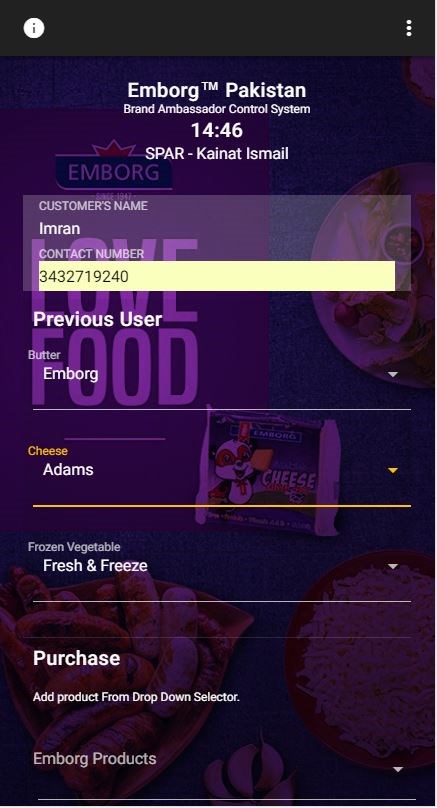 Emborg™ Pakistan
Brand Ambassador Control System
14:46
SPAR - Kainat Ismail
EMBORG
SINCE 1947
CUSTOMER'S NAME
Imran
CONTACT NUMBER
3432719240
LOVE
Previous User
FOOD
Butter
Emborg
EMBORG
CHEESE
Cheese
Adams
Frozen Vegetable
Fresh & Freeze
Purchase
Add product From Drop Down Selector.
Emborg Products